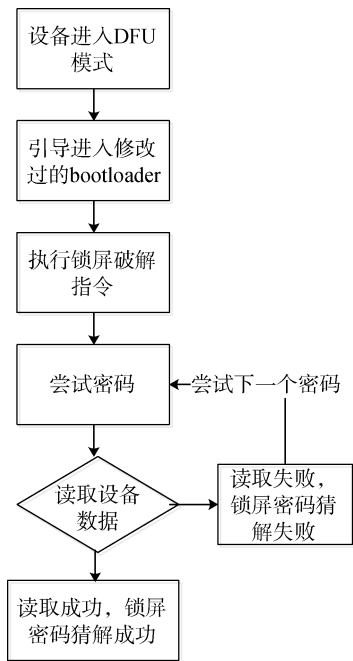 设备进入DFU
模式
引导进入修改
过的bootloader
执行锁屏破解
指令
尝试密码
尝试下一个密码
读取设备
数据
读取失败，
锁屏密码猜
解失败
读取成功，锁屏
密码猜解成功